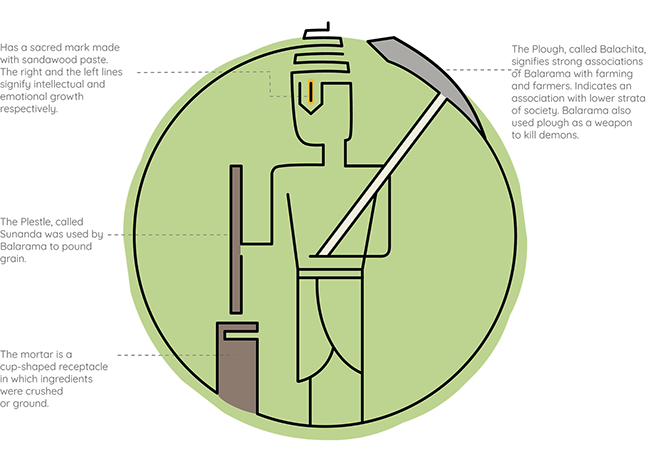 Has a sacred mark made
with sandawood paste.
The right and the left lines
signify intellectual and
emotional growth
respectively.
The Plough, called Balachita,
signifies strong associations
of Balarama with farming
and farmers. Indicates an
association with lower strata
of society. Balarama also
used plough as a weapon
to kill demons.
The Plestle, called
Sunanda was used by
Balarama to pound
grain.
The mortar is a
cup-shaped receptacle
in which ingredients
were crushed
or ground.